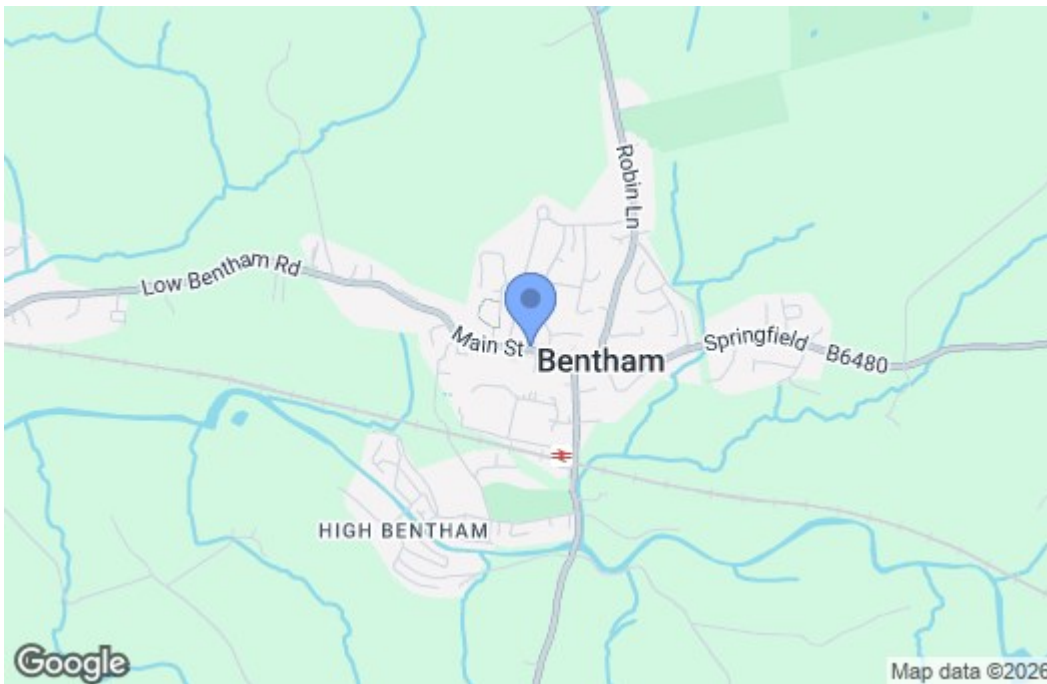 Robin Ln
Low Bentham Rd
Main St
Bentham
Springfield
B6480
HIGH BENTHAM
Google
Map data ©2026